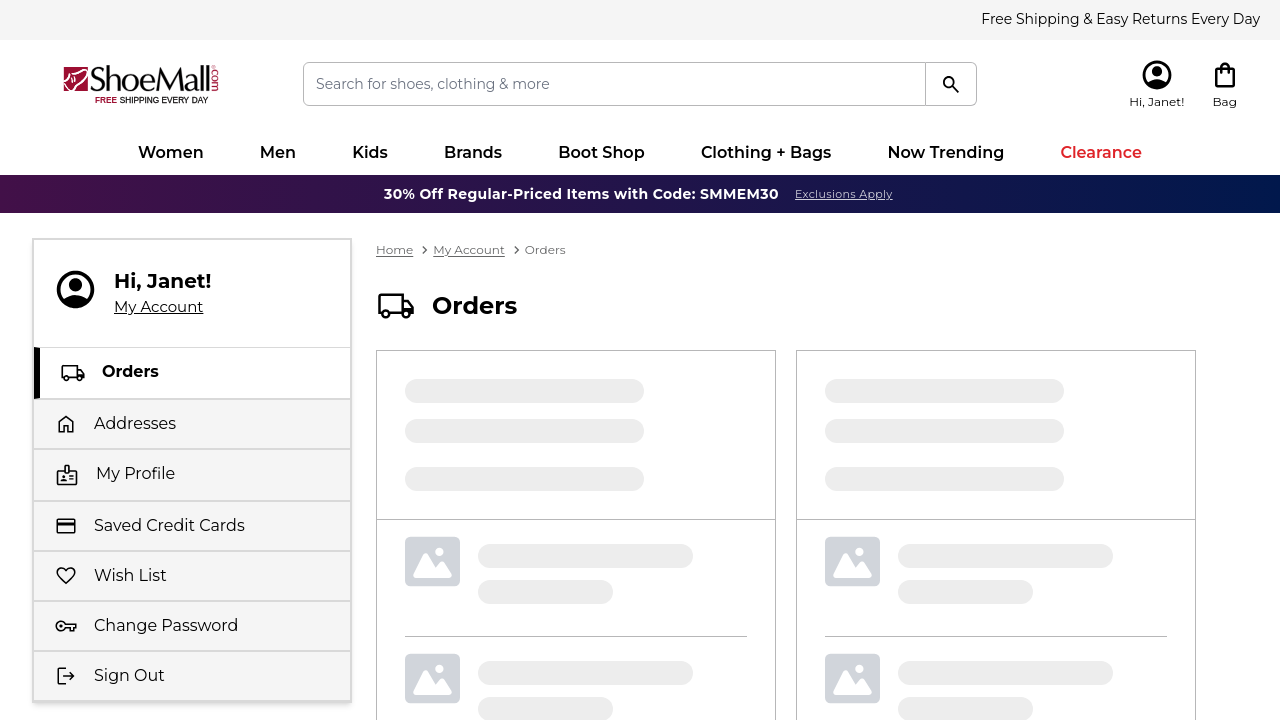 Free Shipping & Easy Returns Every Day
ShoeMall.com
FREE SHIPPING EVERY DAY
Search for shoes, clothing & more
Hi, Janet!
Bag
Women
Men
Kids
Brands
Boot Shop
Clothing + Bags
Now Trending
Clearance
30% Off Regular-Priced Items with Code: SMMEM30
Exclusions Apply
Hi, Janet!
My Account
Orders
Addresses
My Profile
Saved Credit Cards
Wish List
Change Password
Sign Out
Home > My Account > Orders
Orders